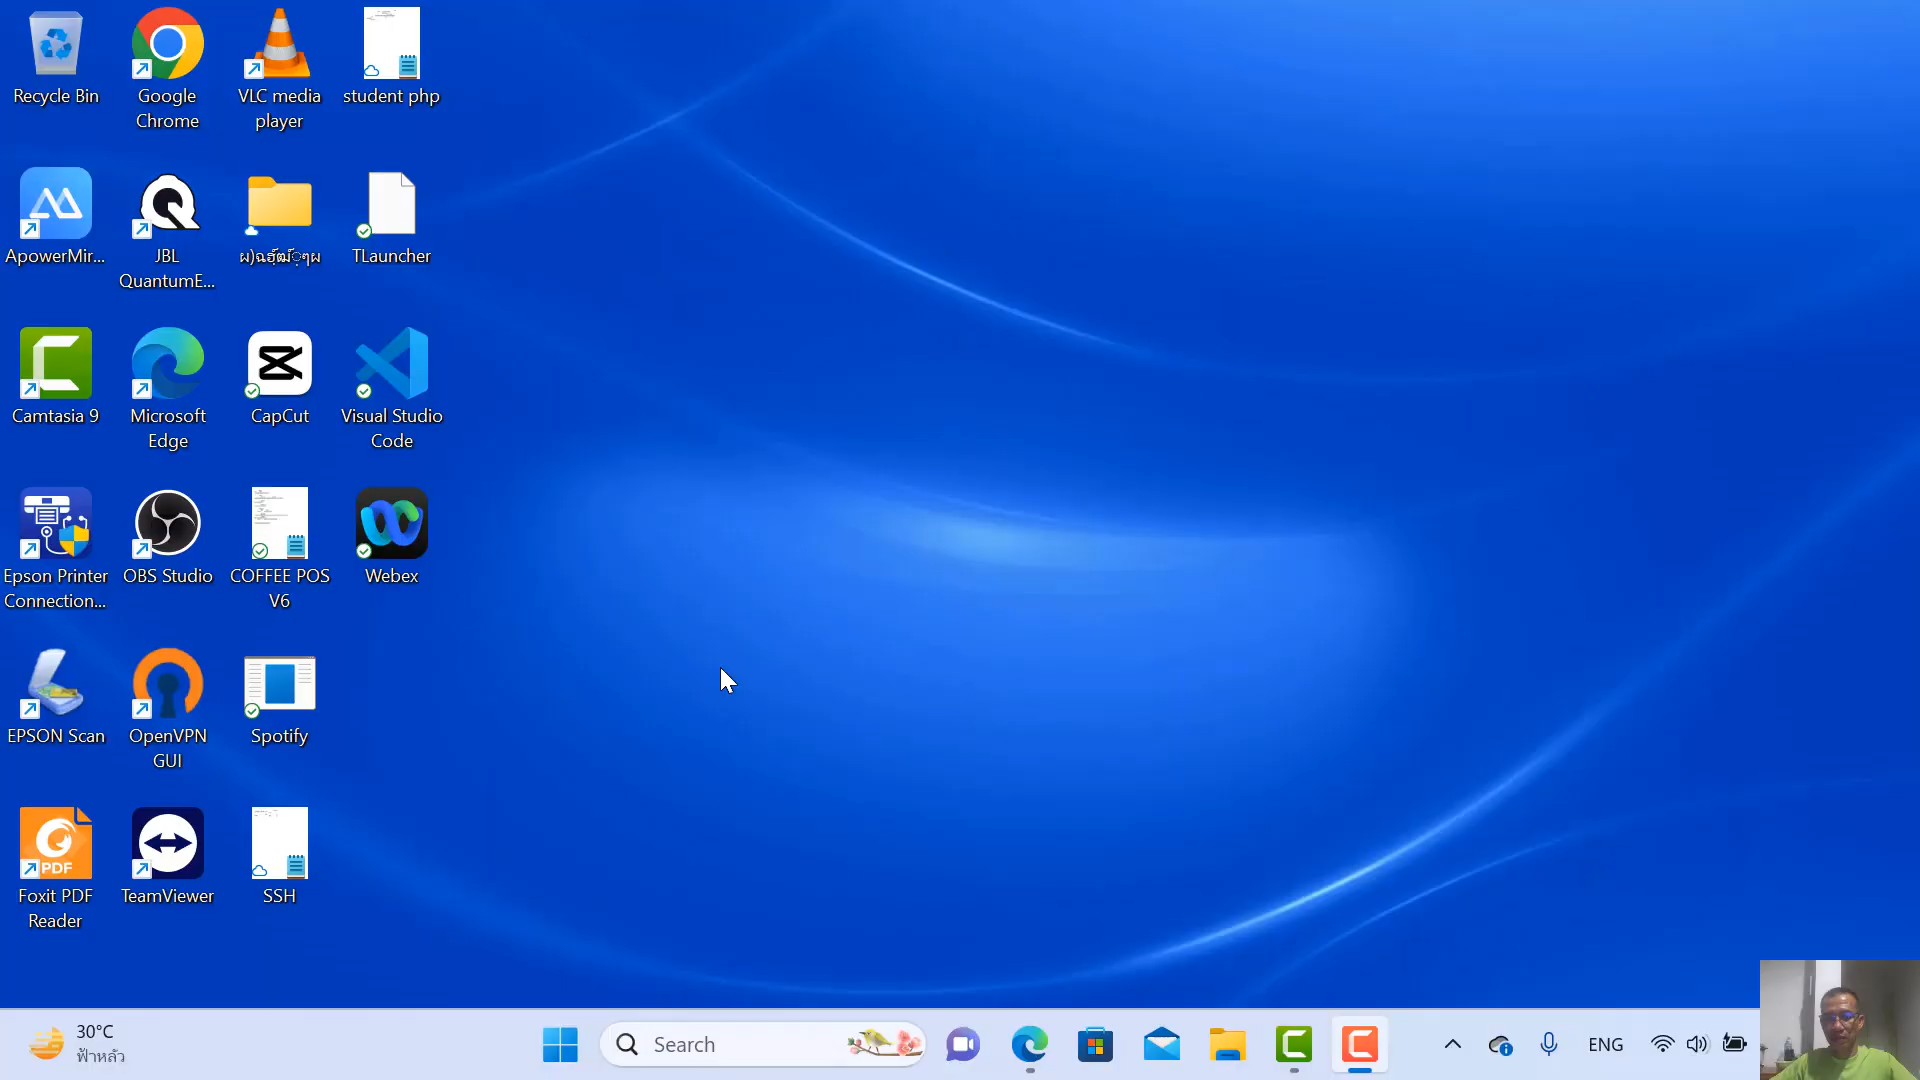 Recycle Bin
Google
Chrome
VLC media
player
student php
ApowerMir...
JBL
QuantumE...
TLauncher
Camtasia 9
Microsoft
Edge
CapCut
Visual Studio
Code
Epson Printer
Connection...
OBS Studio
COFFEE POS
V6
Webex
EPSON Scan
OpenVPN
GUI
Spotify
PDF
Foxit PDF
Reader
TeamViewer
SSH
30°C
ฟ้าหลัว
Search
ENG